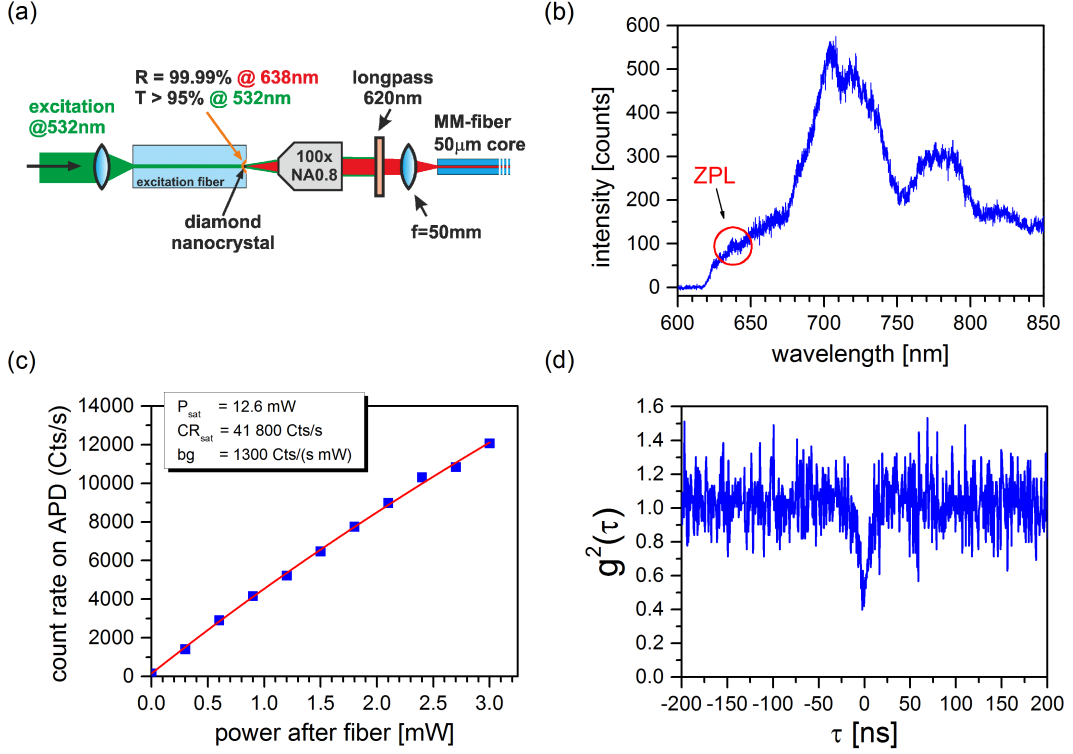 (a)
R = 99.99% @ 638nm
T > 95% @ 532nm
excitation
@532nm
longpass
620nm
MM-fiber
50μm core
100x
NA0.8
excitation fiber
diamond
nanocrystal
f=50mm
(b)
600
500
400
300
200
100
0
intensity [counts]
ZPL
600
650
700
750
800
850
wavelength [nm]
(c)
14000
12000
10000
8000
6000
4000
2000
0
count rate on APD (Cts/s)
Psat = 12.6 mW
CRsat = 41 800 Cts/s
bg = 1300 Cts/(s mW)
0.0
0.5
1.0
1.5
2.0
2.5
3.0
power after fiber [mW]
(d)
1.6
1.4
1.2
1.0
0.8
0.6
0.4
0.2
0.0
g²(τ)
-200
-150
-100
-50
0
50
100
150
200
τ [ns]